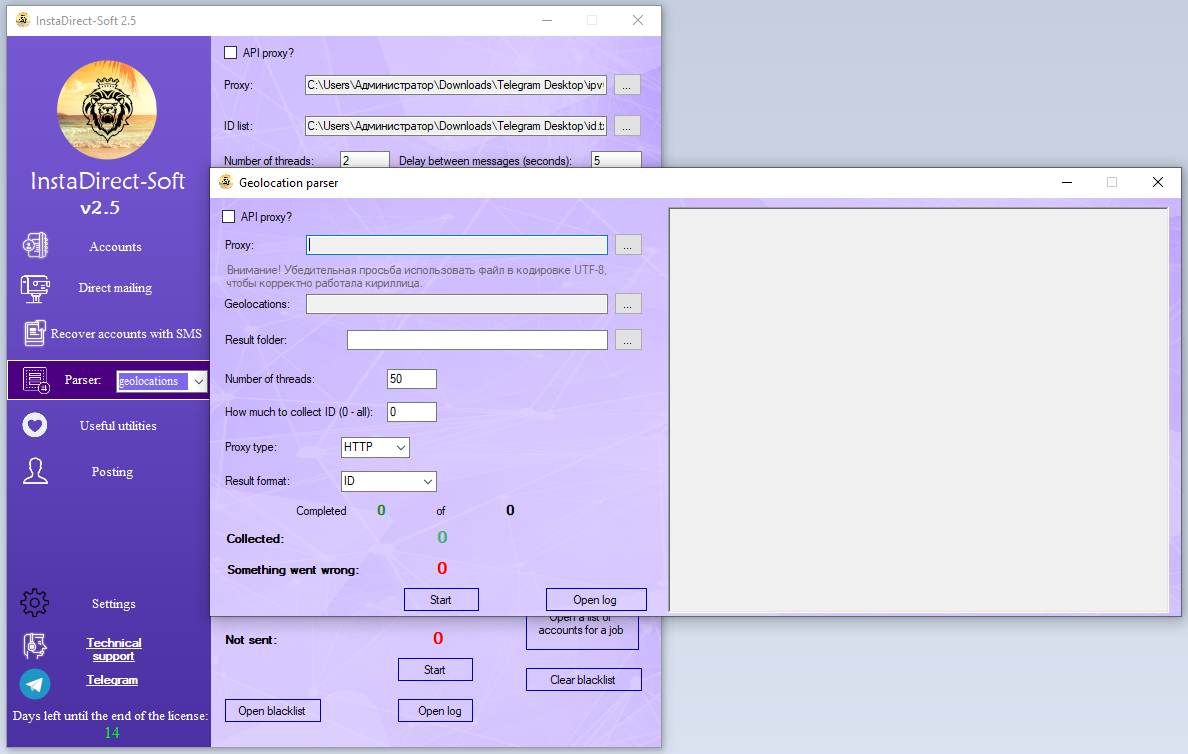 InstaDirect-Soft 2.5
InstaDirect-Soft
v2.5
Accounts
Direct mailing
Recover accounts with SMS
Parser:
geolocations
Useful utilities
Posting
Settings
Technical
support
Telegram
Days left until the end of the license:
14
API proxy?
Proxy:
C:\Users\Администратор\Downloads\Telegram Desktop\ipv
...
ID list:
C:\Users\Администратор\Downloads\Telegram Desktop\id.t
...
Number of threads:
2
Delay between messages (seconds):
5
Geolocation parser
API proxy?
Proxy:
...
Внимание! Убедительная просьба использовать файл в кодировке UTF-8,
чтобы корректно работала кириллица.
Geolocations:
...
Result folder:
...
Number of threads:
50
How much to collect ID (0 - all):
0
Proxy type:
HTTP
Result format:
ID
Completed 0 of 0
Collected: 0
Something went wrong: 0
Start
Open log
Not sent: 0
Open a list of
accounts for a job
Start
Clear blacklist
Open blacklist
Open log